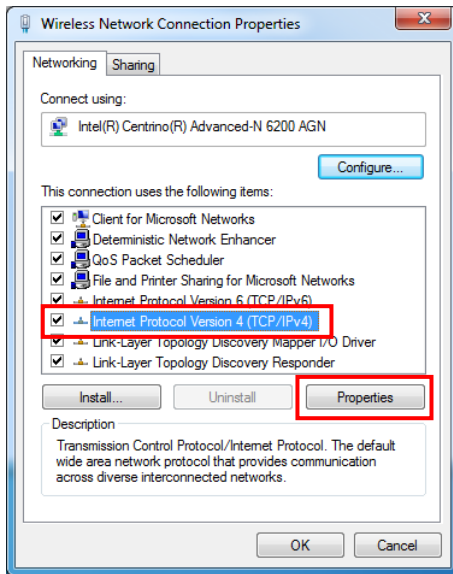 Wireless Network Connection Properties
Networking
Sharing
Connect using:
Intel(R) Centrino(R) Advanced-N 6200 AGN
Configure...
This connection uses the following items:
Client for Microsoft Networks
Deterministic Network Enhancer
QoS Packet Scheduler
File and Printer Sharing for Microsoft Networks
Internet Protocol Version 6 (TCP/IPv6)
Internet Protocol Version 4 (TCP/IPv4)
Link-Layer Topology Discovery Mapper I/O Driver
Link-Layer Topology Discovery Responder
Install...
Uninstall
Properties
Description
Transmission Control Protocol/Internet Protocol. The default
wide area network protocol that provides communication
across diverse interconnected networks.
OK
Cancel